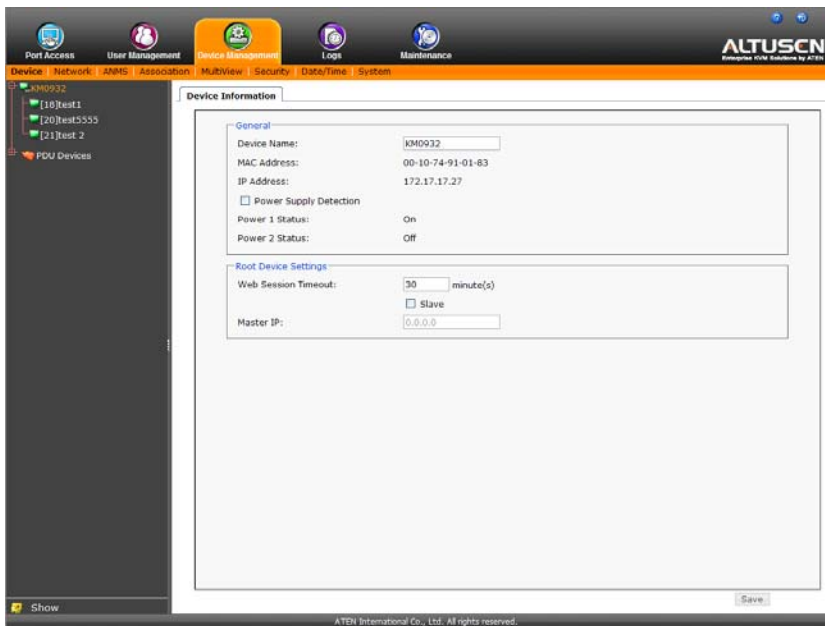 Port Access User Management Device Management Logs Maintenance
ALTUSCN
Enterprise KVM Solutions by ATEN
Device Network ANMS Association MultiView Security Date/Time System
KM0932
[18]test1
[20]test5555
[21]test 2
PDU Devices
Device Information
General
Device Name: KM0932
MAC Address: 00-10-74-91-01-83
IP Address: 172.17.17.27
Power Supply Detection
Power 1 Status: On
Power 2 Status: Off
Root Device Settings
Web Session Timeout: 30 minute(s)
Slave
Master IP: 0.0.0.0
Show
Save
ATEN International Co., Ltd. All rights reserved.